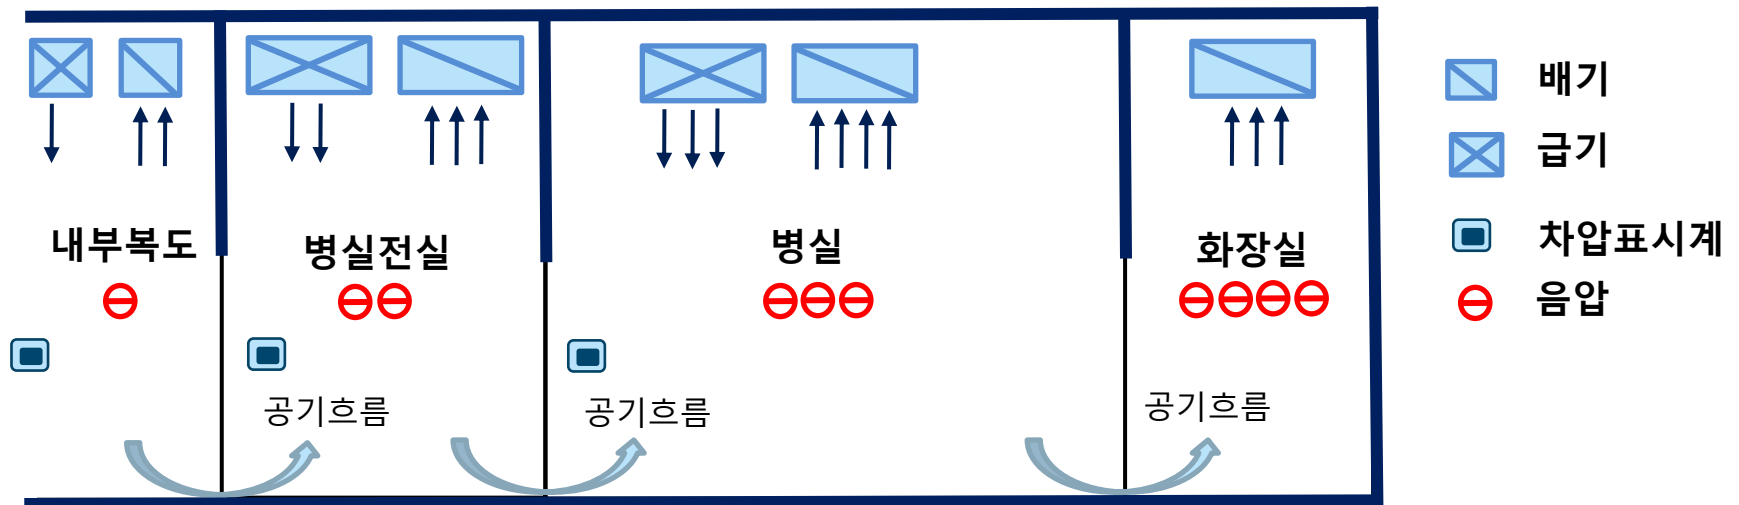 내부복도
병실전실
병실
화장실
공기흐름
공기흐름
공기흐름
배기
급기
차압표시계
음압